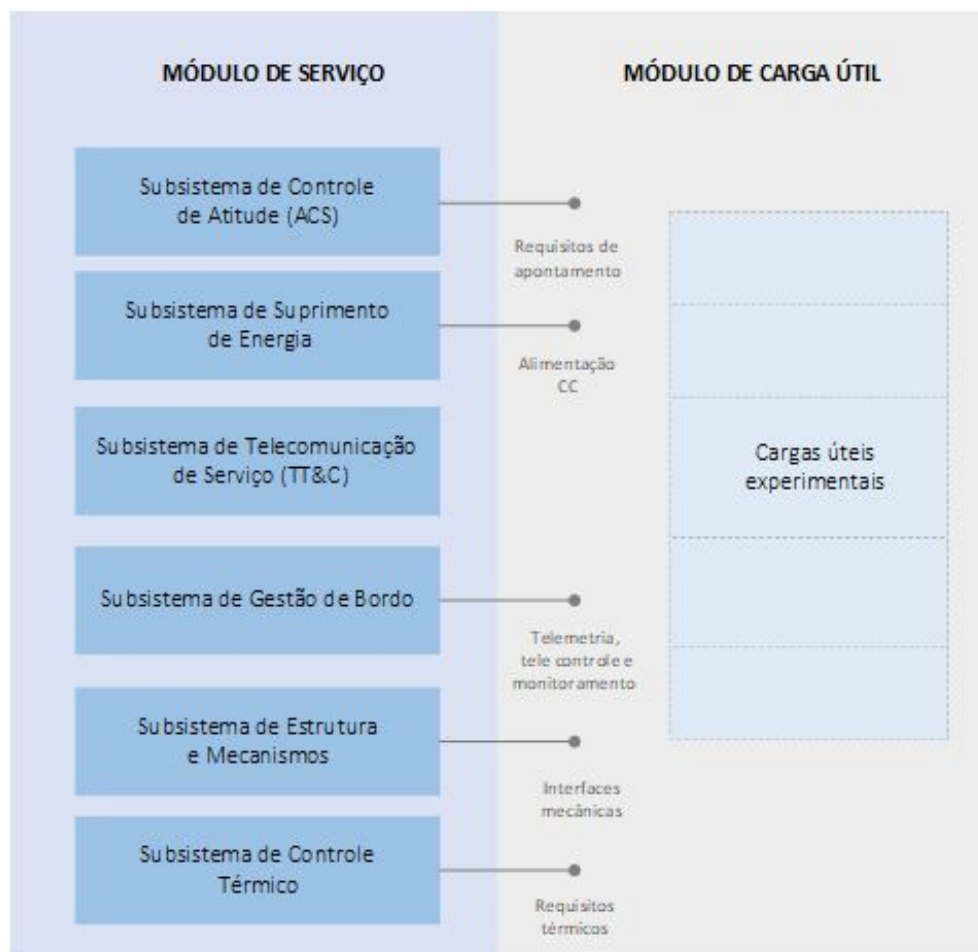 MÓDULO DE SERVIÇO
MÓDULO DE CARGA ÚTIL
Subsistema de Controle
de Atitude (ACS)
Requisitos de
apontamento
Subsistema de Suprimento
de Energia
Alimentação
CC
Subsistema de Telecomunicação
de Serviço (TT&C)
Cargas úteis
experimentais
Subsistema de Gestão de Bordo
Telemetria,
tele controle e
monitoramento
Subsistema de Estrutura
e Mecanismos
Interfaces
mecânicas
Subsistema de Controle
Térmico
Requisitos
térmicos